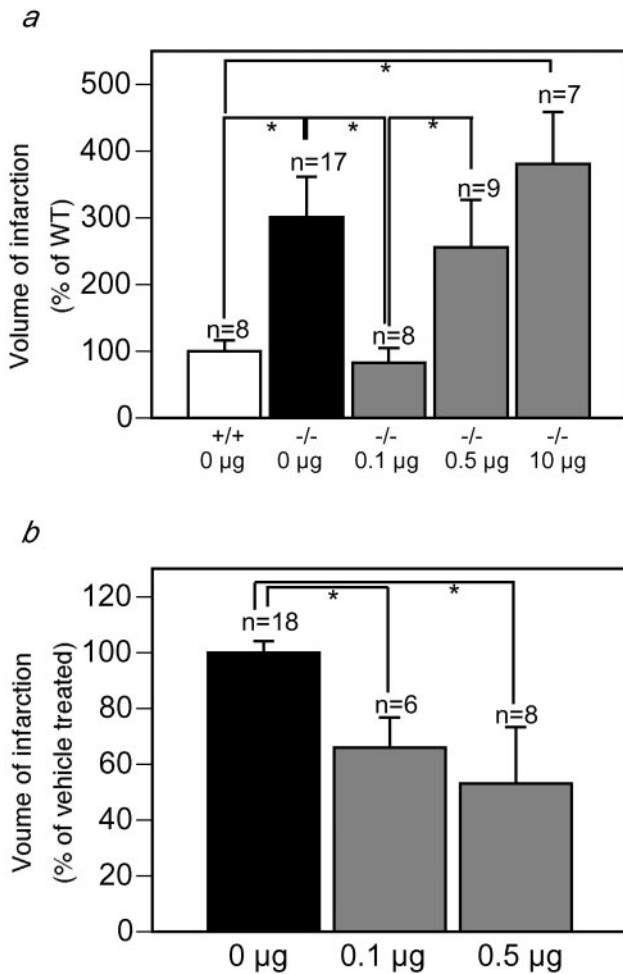 a
Volume of infarction
(% of WT)
500
400
300
200
100
0
*
* * *
n=8
n=17
n=8
n=9
n=7
+/+ -/- -/- -/- -/-
0 µg 0 µg 0.1 µg 0.5 µg 10 µg
b
Voume of infarction
(% of vehicle treated)
120
100
80
60
40
20
0
* *
n=18
n=6
n=8
0 µg 0.1 µg 0.5 µg